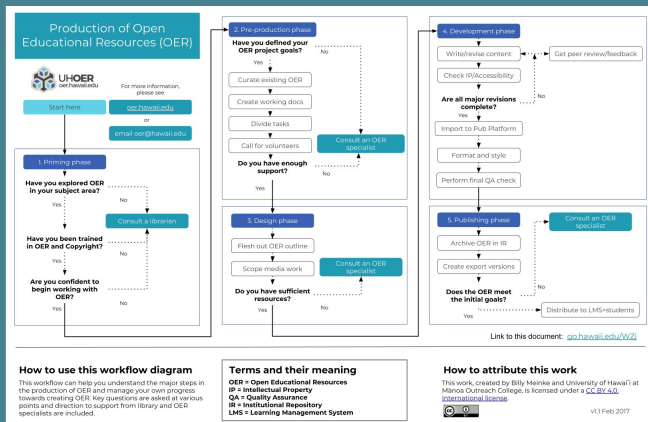 Production of Open
Educational Resources (OER)
UHOER
oer.hawaii.edu
For more information,
please see
Start here
oer.hawaii.edu
or
email oer@hawaii.edu
1. Priming phase
Have you explored OER
in your subject area?
Yes
No
Consult a librarian
Have you been trained
in OER and Copyright?
Yes
No
Are you confident to
begin working with
OER?
Yes
No
2. Pre-production phase
Have you defined your
OER project goals?
Yes
No
Curate existing OER
Create working docs
Divide tasks
Call for volunteers
Consult an OER
specialist
Do you have enough
support?
Yes
No
3. Design phase
Flesh out OER outline
Scope media work
Consult an OER
specialist
Do you have sufficient
resources?
Yes
No
4. Development phase
Write/revise content
Get peer review/feedback
Check IP/Accessibility
Are all major revisions
complete?
No
Yes
Import to Pub Platform
Format and style
Perform final QA check
5. Publishing phase
Consult an OER
specialist
Archive OER in IR
Create export versions
Does the OER meet
the initial goals?
No
Yes
Distribute to LMS+students
Link to this document: go.hawaii.edu/WZj
How to use this workflow diagram
This workflow can help you understand the major steps in
the production of OER and manage your own progress
towards creating OER. Key questions are asked at various
points and direction to support from library and OER
specialists are included.
Terms and their meaning
OER = Open Educational Resources
IP = Intellectual Property
QA = Quality Assurance
IR = Institutional Repository
LMS = Learning Management System
How to attribute this work
This work, created by Billy Meinke and University of Hawaiʻi at
Mānoa Outreach College, is licensed under a CC BY 4.0
International license.
cc
BY
v1.1 Feb 2017